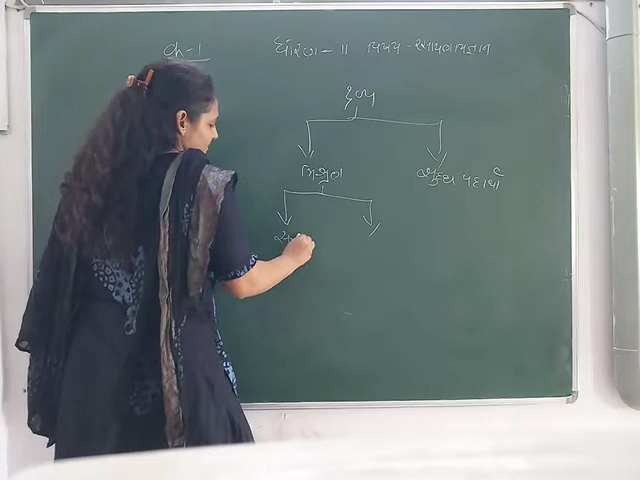 Ch-1 ધોરણ - 11 વિષય - રસાયણવિજ્ઞાન
દ્રવ્ય
મિશ્રણ શુદ્ધ પદાર્થો